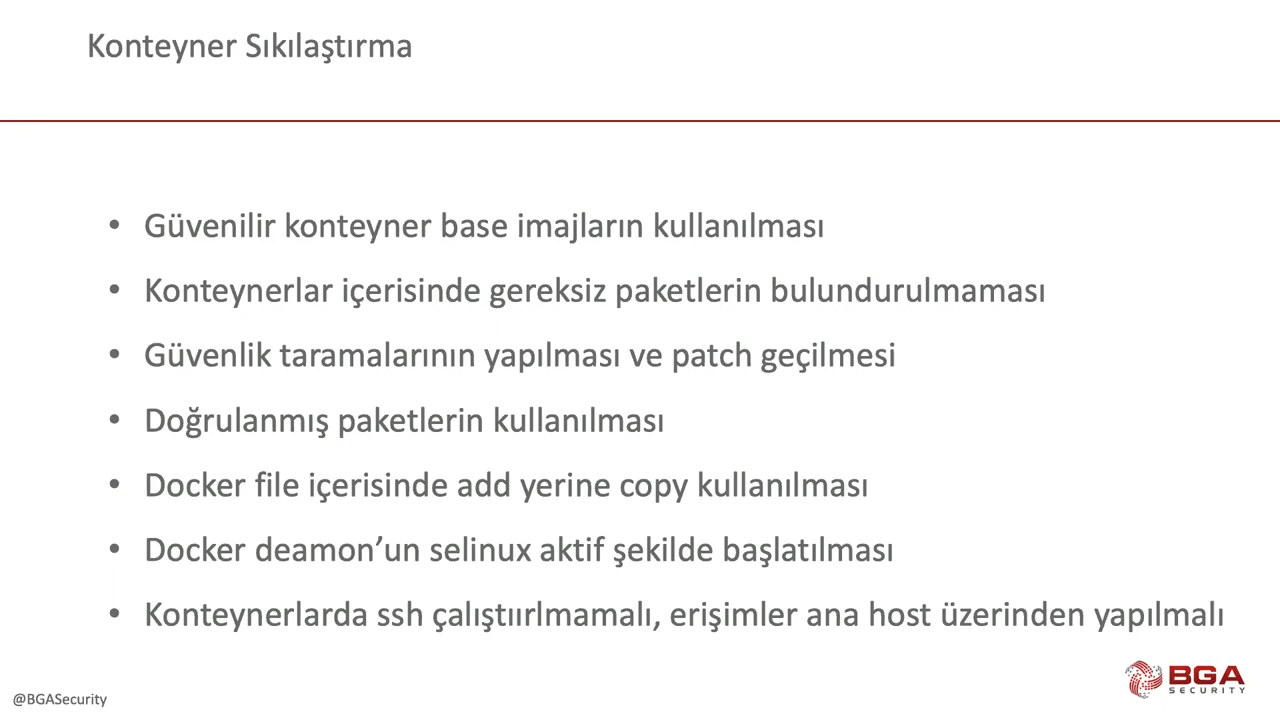 Konteyner Sıkılaştırma
• Güvenilir konteyner base imajların kullanılması
• Konteynerlar içerisinde gereksiz paketlerin bulundurulmaması
• Güvenlik taramalarının yapılması ve patch geçilmesi
• Doğrulanmış paketlerin kullanılması
• Docker file içerisinde add yerine copy kullanılması
• Docker deamon’un selinux aktif şekilde başlatılması
• Konteynerlarda ssh çalıştıırlmamalı, erişimler ana host üzerinden yapılmalı
BGA
SECURITY
@BGASecurity